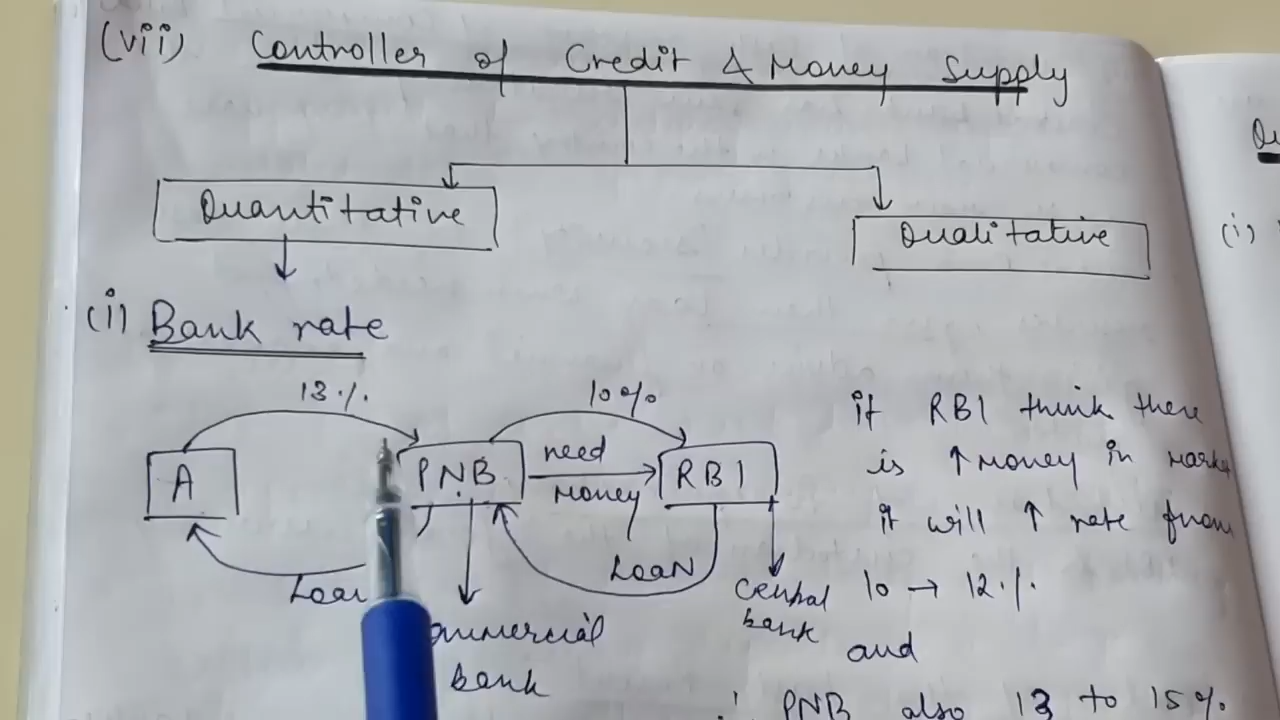 (vii) Controller of Credit & Money Supply
Quantitative
Qualitative
(i)
(i) Bank rate
13%
10%
A
PNB
need
Money
RBI
Loan
Loan
Commercial
bank
Central
bank
if RBI think there
is ↑ Money in
it will ↑ rate from
10 → 12%
and
∴ PNB also 13 to 15%